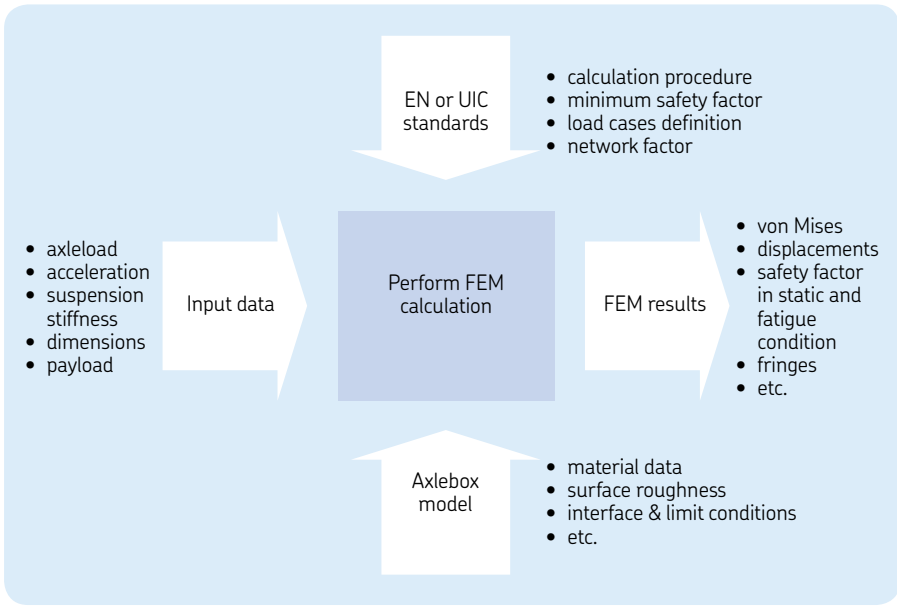 EN or UIC
standards
• calculation procedure
• minimum safety factor
• load cases definition
• network factor
• axleload
• acceleration
• suspension
stiffness
• dimensions
• payload
Input data
Perform FEM
calculation
FEM results
• von Mises
• displacements
• safety factor
in static and
fatigue
condition
• fringes
• etc.
Axlebox
model
• material data
• surface roughness
• interface & limit conditions
• etc.